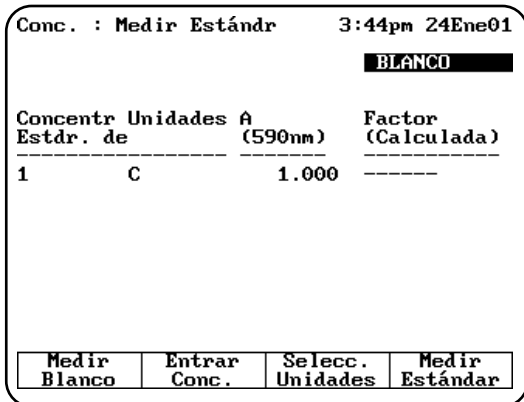 Conc. : Medir Estándr 3:44pm 24Ene01
BLANCO
Concentr Unidades A Factor
Estdr. de (590nm) (Calculada)
------------------- -------- ------------
1 C 1.000 ------
Medir Entrar Selecc. Medir
Blanco Conc. Unidades Estándar